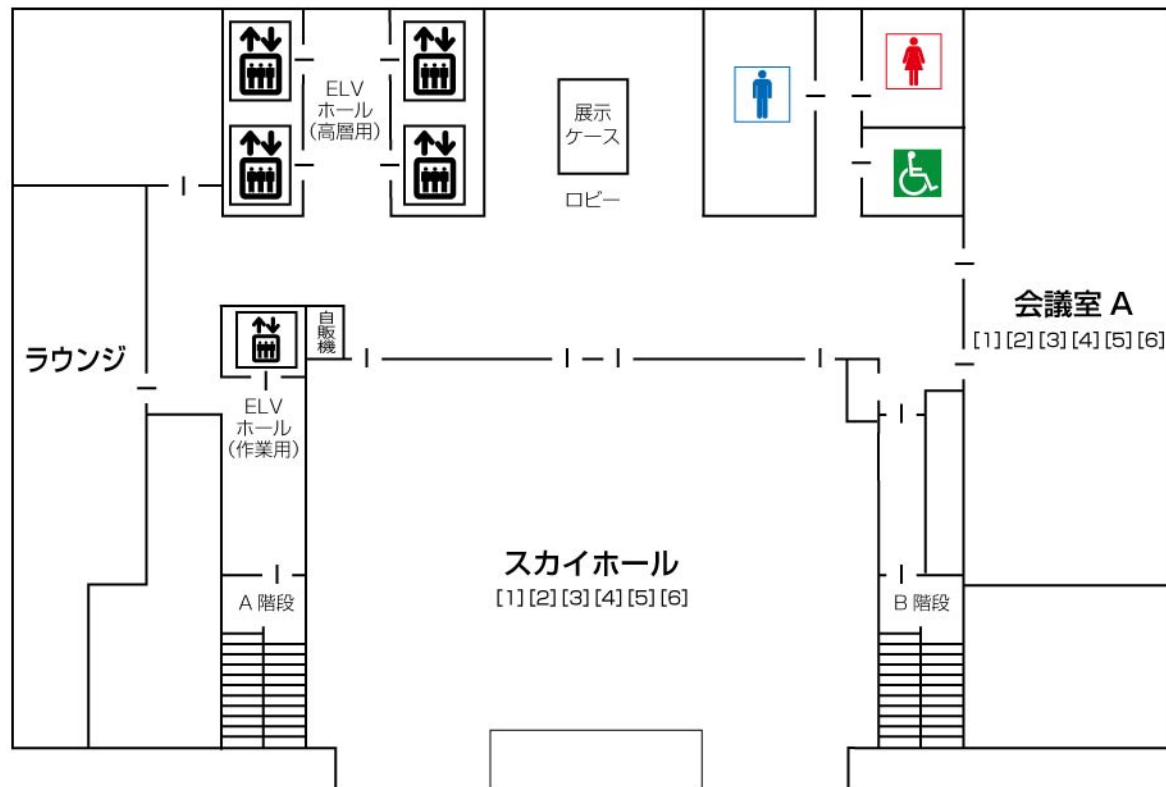 ELV
ホール
(高層用)
展示
ケース
ロビー
会議室 A
[1] [2] [3] [4] [5] [6]
自販機
ラウンジ
ELV
ホール
(作業用)
スカイホール
[1] [2] [3] [4] [5] [6]
A 階段
B 階段